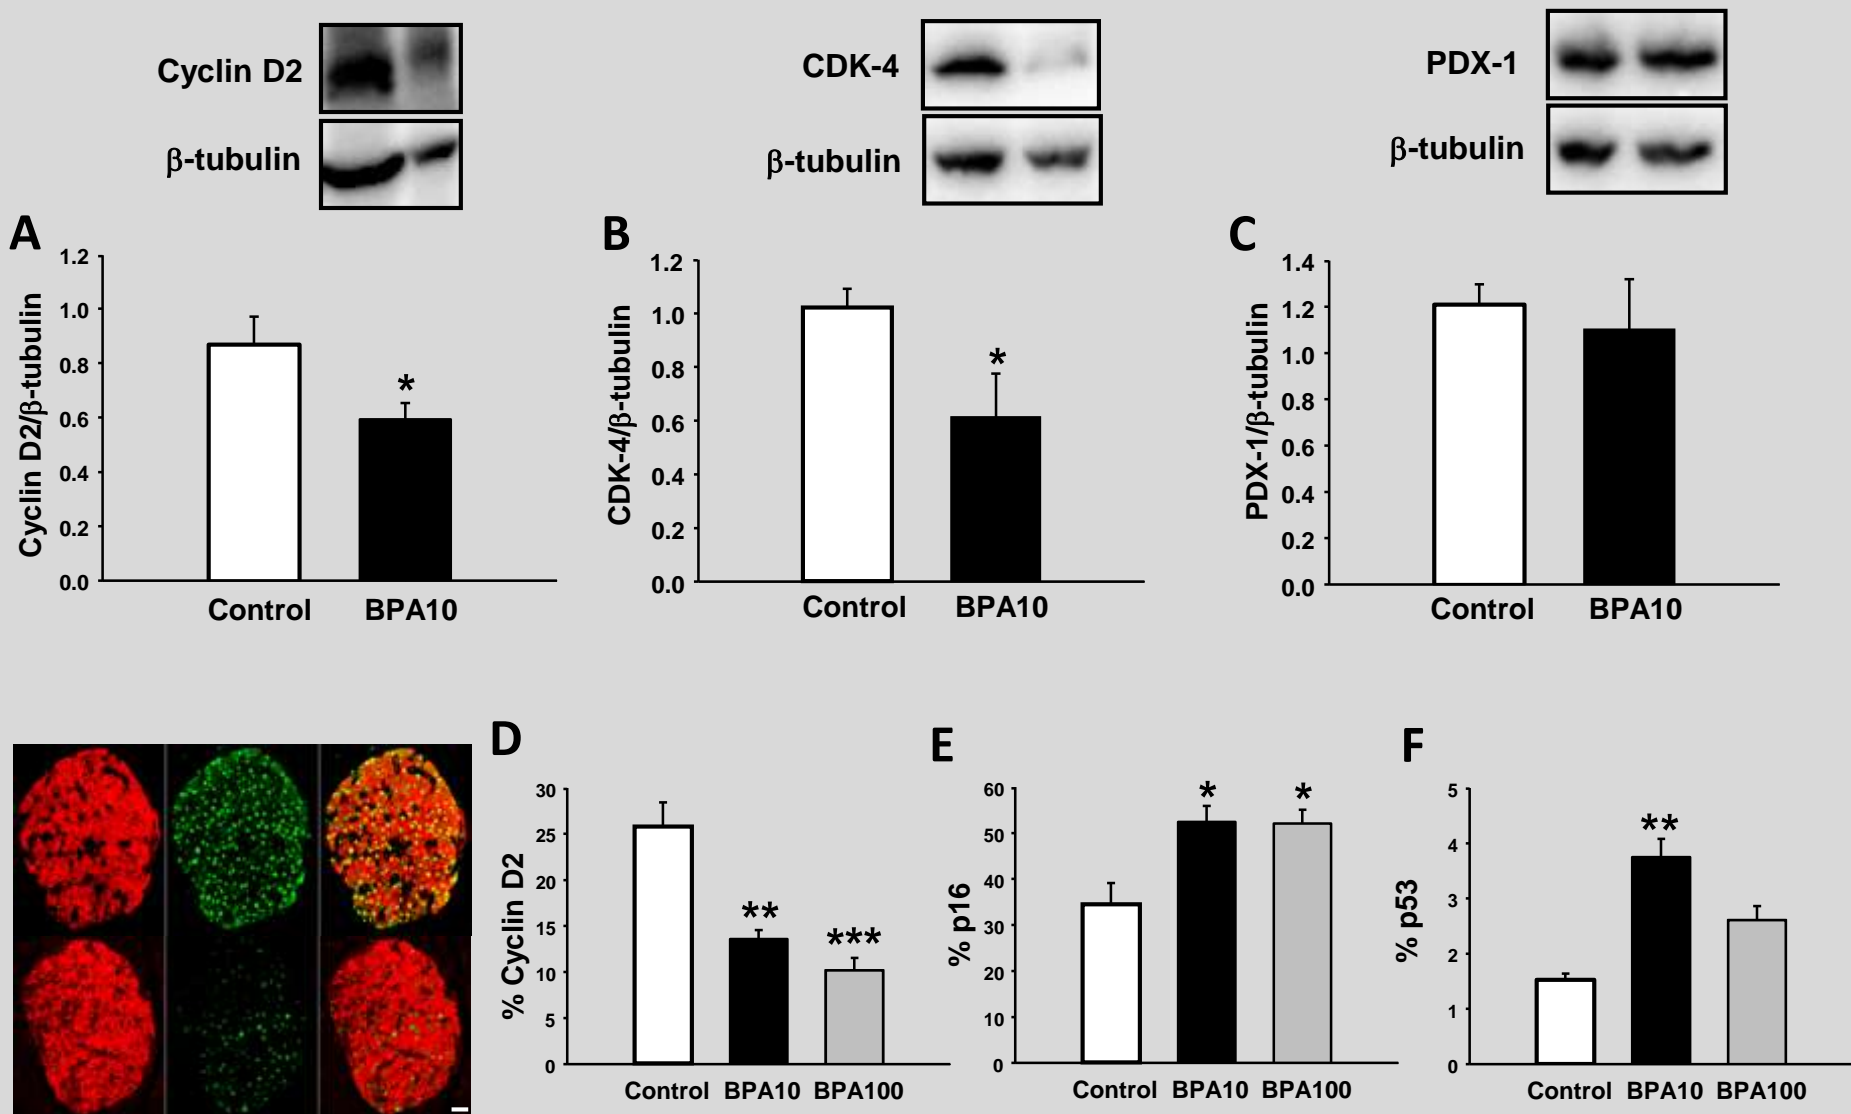 Cyclin D2
β-tubulin
CDK-4
β-tubulin
PDX-1
β-tubulin
A
Cyclin D2/β-tubulin
1.2
1.0
0.8
0.6
0.4
0.2
0.0
*
Control BPA10
B
CDK-4/β-tubulin
1.2
1.0
0.8
0.6
0.4
0.2
0.0
*
Control BPA10
C
PDX-1/β-tubulin
1.4
1.2
1.0
0.8
0.6
0.4
0.2
0.0
Control BPA10
D
% Cyclin D2
30
25
20
15
10
5
0
**
***
Control BPA10 BPA100
E
% p16
60
50
40
30
20
10
0
* *
Control BPA10 BPA100
F
% p53
5
4
3
2
1
0
**
Control BPA10 BPA100